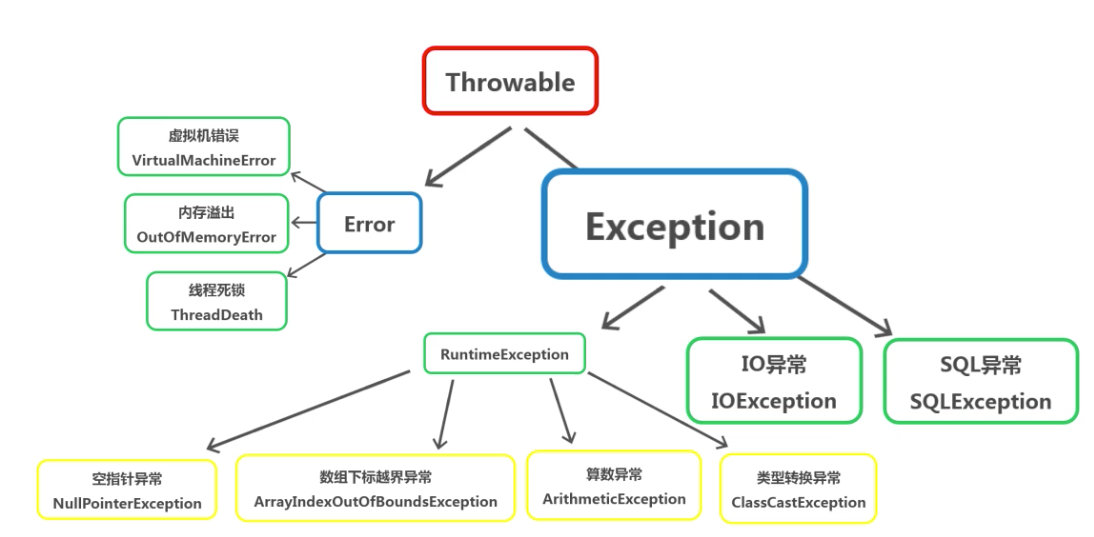 Throwable
虚拟机错误
VirtualMachineError
内存溢出
OutOfMemoryError
线程死锁
ThreadDeath
Error
Exception
RuntimeException
IO异常
IOException
SQL异常
SQLException
空指针异常
NullPointerException
数组下标越界异常
ArrayIndexOutOfBoundsException
算数异常
ArithmeticException
类型转换异常
ClassCastException